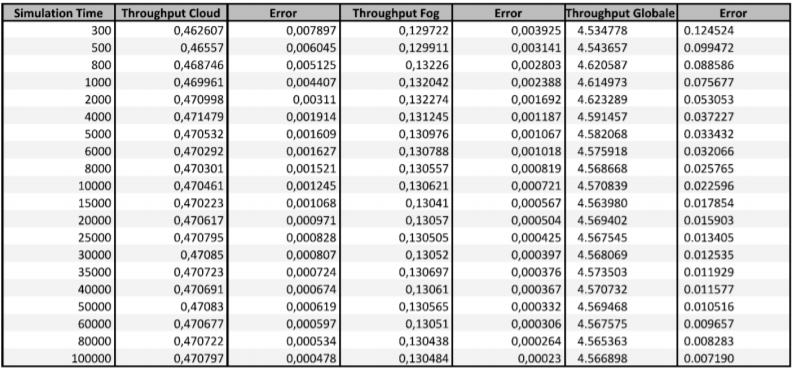 Simulation Time Throughput Cloud Error Throughput Fog Error Throughput Globale Error
300 0,462607 0,007897 0,129722 0,003925 4.534778 0.124524
500 0,46557 0,006045 0,129911 0,003141 4.543657 0.099472
800 0,468746 0,005125 0,13226 0,002803 4.620587 0.088586
1000 0,469961 0,004407 0,132042 0,002388 4.614973 0.075677
2000 0,470998 0,00311 0,132274 0,001692 4.623289 0.053053
4000 0,471479 0,001914 0,131245 0,001187 4.591457 0.037227
5000 0,470532 0,001609 0,130976 0,001067 4.582068 0.033432
6000 0,470292 0,001627 0,130788 0,001018 4.575918 0.032066
8000 0,470301 0,001521 0,130557 0,000819 4.568668 0.025765
10000 0,470461 0,001245 0,130621 0,000721 4.570839 0.022596
15000 0,470223 0,001068 0,13041 0,000567 4.563980 0.017854
20000 0,470617 0,000971 0,13057 0,000504 4.569402 0.015903
25000 0,470795 0,000828 0,130505 0,000425 4.567545 0.013405
30000 0,47085 0,000807 0,13052 0,000397 4.568069 0.012535
35000 0,470723 0,000724 0,130697 0,000376 4.573503 0.011929
40000 0,470691 0,000674 0,13061 0,000367 4.570732 0.011577
50000 0,47083 0,000619 0,130565 0,000332 4.569468 0.010516
60000 0,470677 0,000597 0,13051 0,000306 4.567575 0.009657
80000 0,470722 0,000534 0,130438 0,000264 4.565363 0.008283
100000 0,470797 0,000478 0,130484 0,00023 4.566898 0.007190